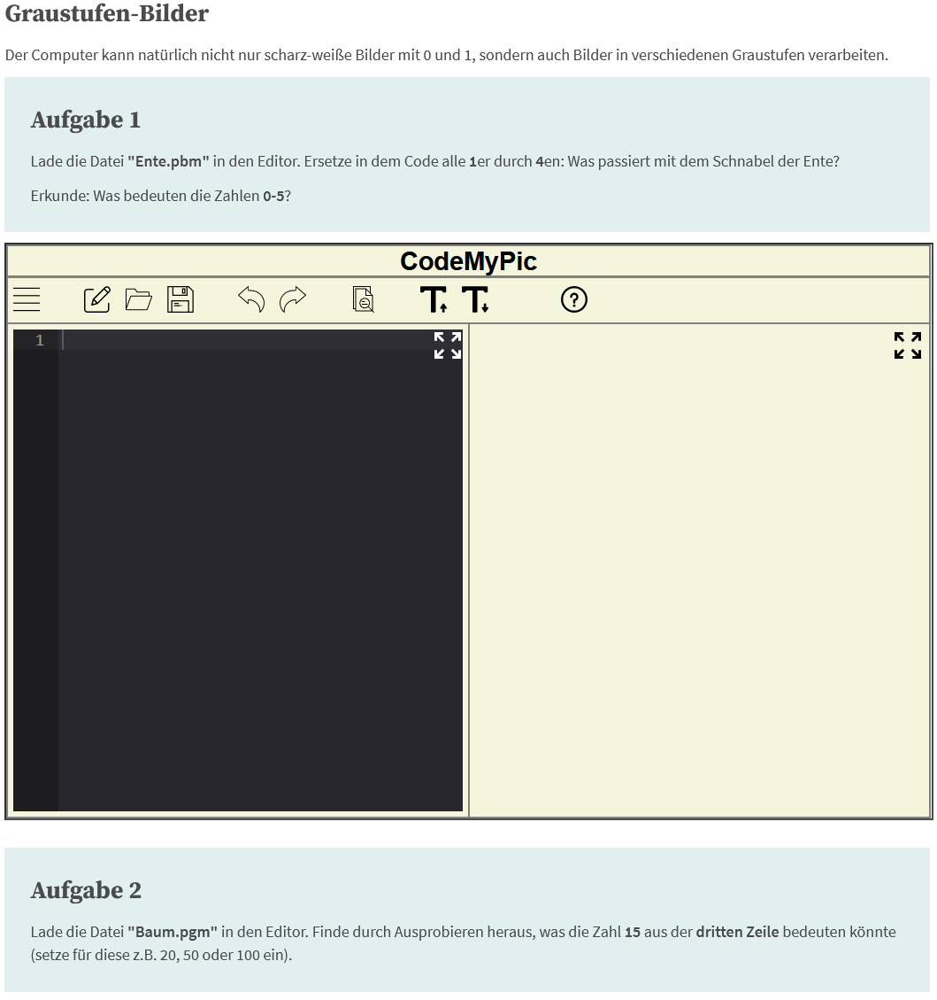 Graustufen-Bilder
Der Computer kann natürlich nicht nur scharz-weiße Bilder mit 0 und 1, sondern auch Bilder in verschiedenen Graustufen verarbeiten.
Aufgabe 1
Lade die Datei "Ente.pbm" in den Editor. Ersetze in dem Code alle 1er durch 4en: Was passiert mit dem Schnabel der Ente?
Erkunde: Was bedeuten die Zahlen 0-5?
CodeMyPic
1
Aufgabe 2
Lade die Datei "Baum.pgm" in den Editor. Finde durch Ausprobieren heraus, was die Zahl 15 aus der dritten Zeile bedeuten könnte
(setze für diese z.B. 20, 50 oder 100 ein).